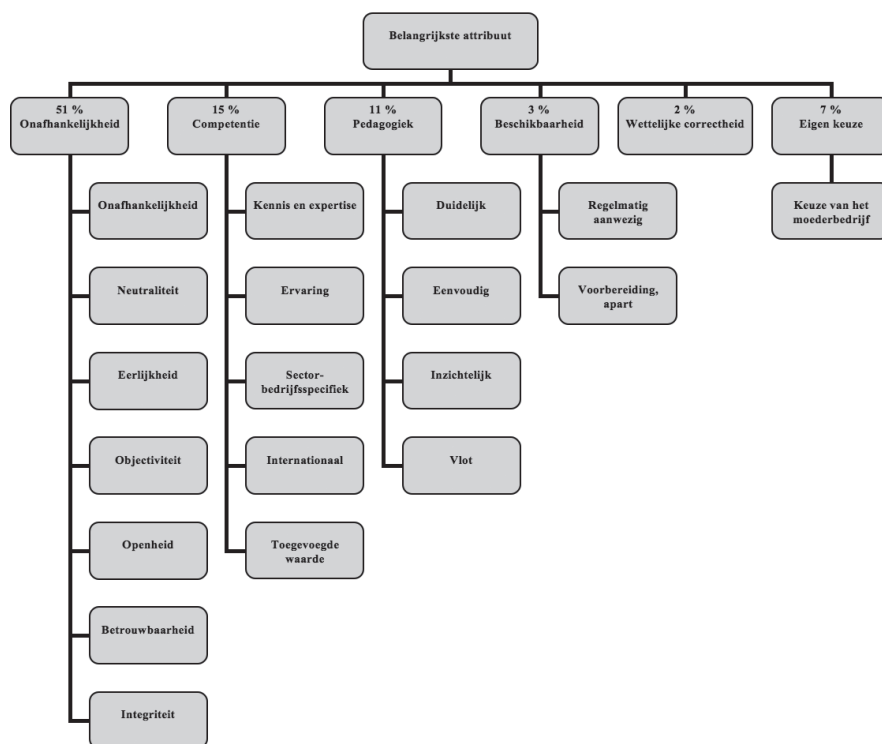 Belangrijkste attribuut
51 %
Onafhankelijkheid
15 %
Competentie
11 %
Pedagogiek
3 %
Beschikbaarheid
2 %
Wettelijke correctheid
7 %
Eigen keuze
Onafhankelijkheid
Neutraliteit
Eerlijkheid
Objectiviteit
Openheid
Betrouwbaarheid
Integriteit
Kennis en expertise
Ervaring
Sector-
bedrijfsspecifiek
Internationaal
Toegevoegde
waarde
Duidelijk
Eenvoudig
Inzichtelijk
Vlot
Regelmatig
aanwezig
Voorbereiding,
apart
Keuze van het
moederbedrijf